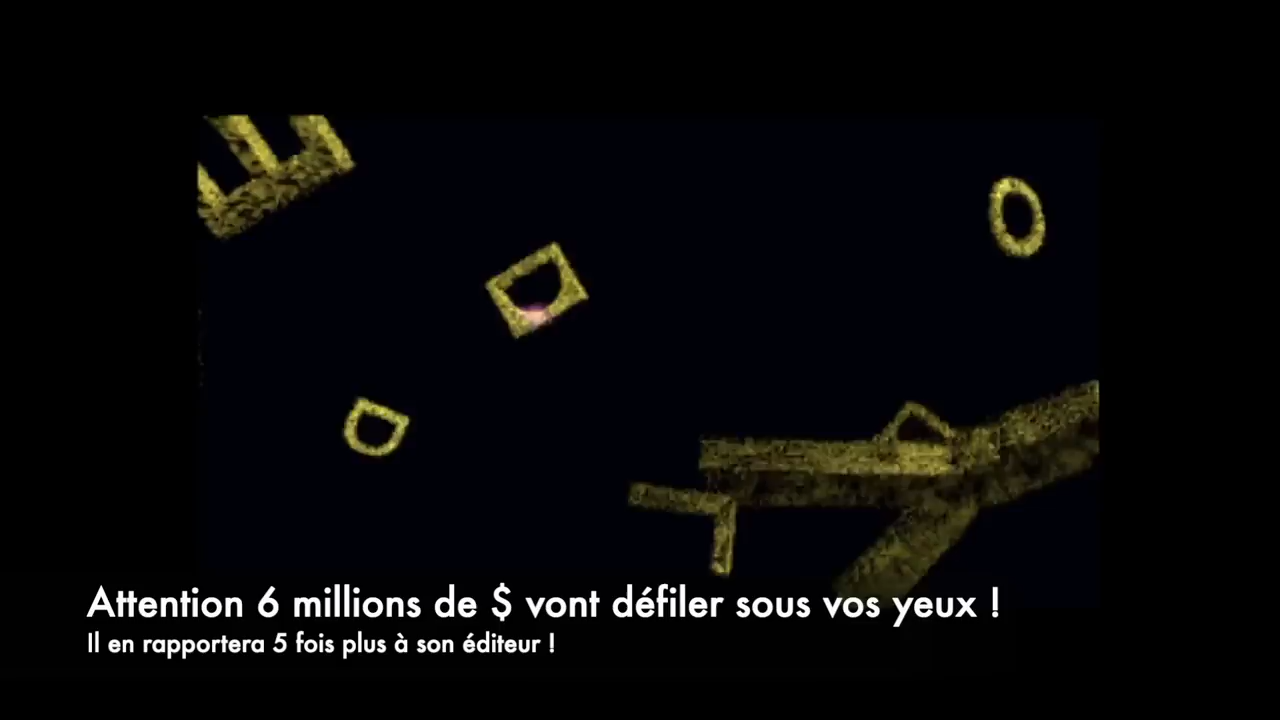 Attention 6 millions de $ vont défiler sous vos yeux !
Il en rapportera 5 fois plus à son éditeur !